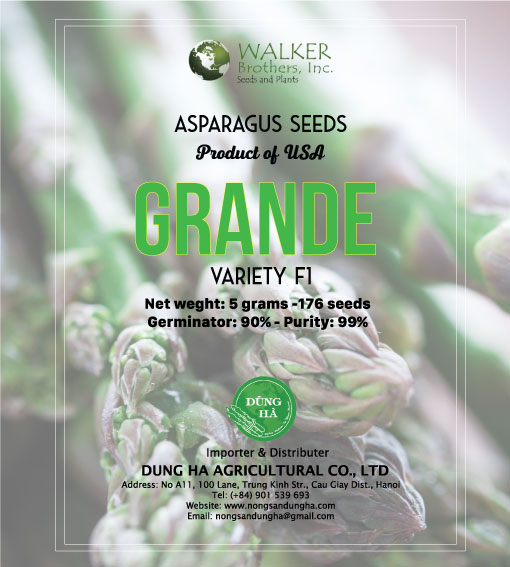 WALKER
Brothers, Inc.
Seeds and Plants
ASPARAGUS SEEDS
Product of USA
GRANDE
VARIETY F1
Net weght: 5 grams -176 seeds
Germinator: 90% - Purity: 99%
DŨNG
HÀ
Importer & Distributer
DUNG HA AGRICULTURAL CO., LTD
Address: No A11, 100 Lane, Trung Kinh Str., Cau Giay Dist., Hanoi
Tel: (+84) 901 539 693
Website: www.nongsandungha.com
Email: nongsandungha@gmail.com